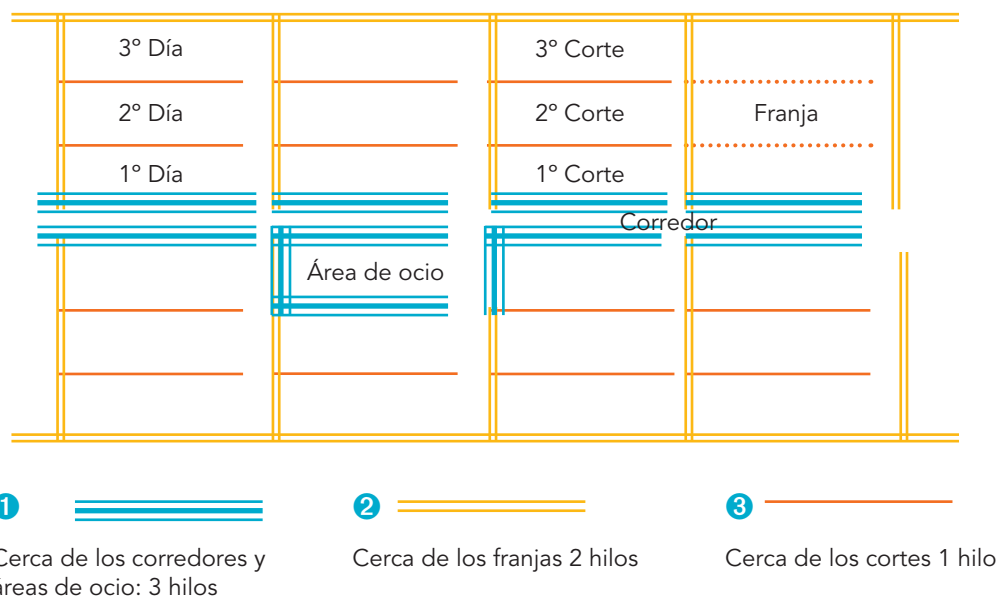 3º Día
3º Corte
2º Día
2º Corte
Franja
1º Día
1º Corte
Corredor
Área de ocio
1
2
3
Cerca de los corredores y
áreas de ocio: 3 hilos
Cerca de los franjas 2 hilos
Cerca de los cortes 1 hilo